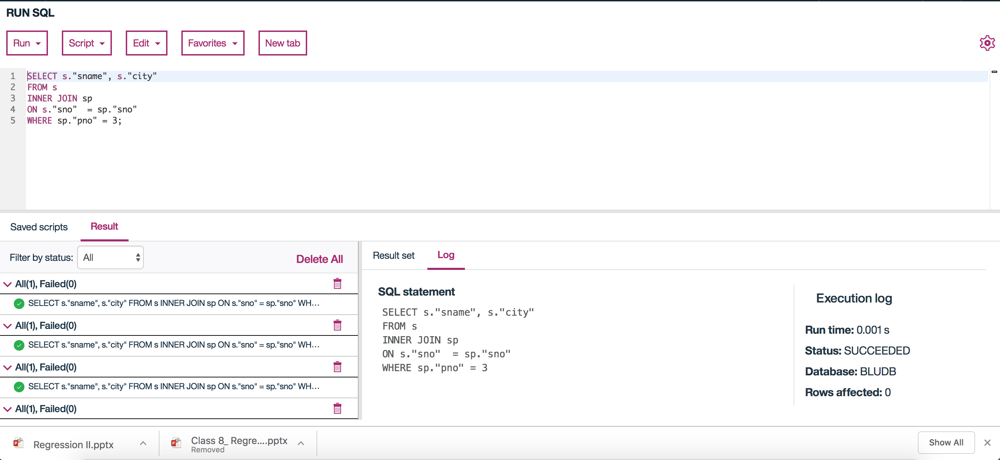 RUN SQL
Run
Script
Edit
Favorites
New tab
1 SELECT s."sname", s."city"
2 FROM s
3 INNER JOIN sp
4 ON s."sno"  = sp."sno"
5 WHERE sp."pno" = 3;
Saved scripts
Result
Filter by status: All
Delete All
All(1), Failed(0)
SELECT s."sname", s."city" FROM s INNER JOIN sp ON s."sno" = sp."sno" WH...
All(1), Failed(0)
SELECT s."sname", s."city" FROM s INNER JOIN sp ON s."sno" = sp."sno" WH...
All(1), Failed(0)
SELECT s."sname", s."city" FROM s INNER JOIN sp ON s."sno" = sp."sno" WH...
All(1), Failed(0)
Result set
Log
SQL statement
SELECT s."sname", s."city"
FROM s
INNER JOIN sp
ON s."sno"  = sp."sno"
WHERE sp."pno" = 3
Execution log
Run time: 0.001 s
Status: SUCCEEDED
Database: BLUDB
Rows affected: 0
Regression II.pptx
Class 8_ Regre....pptx
Removed
Show All